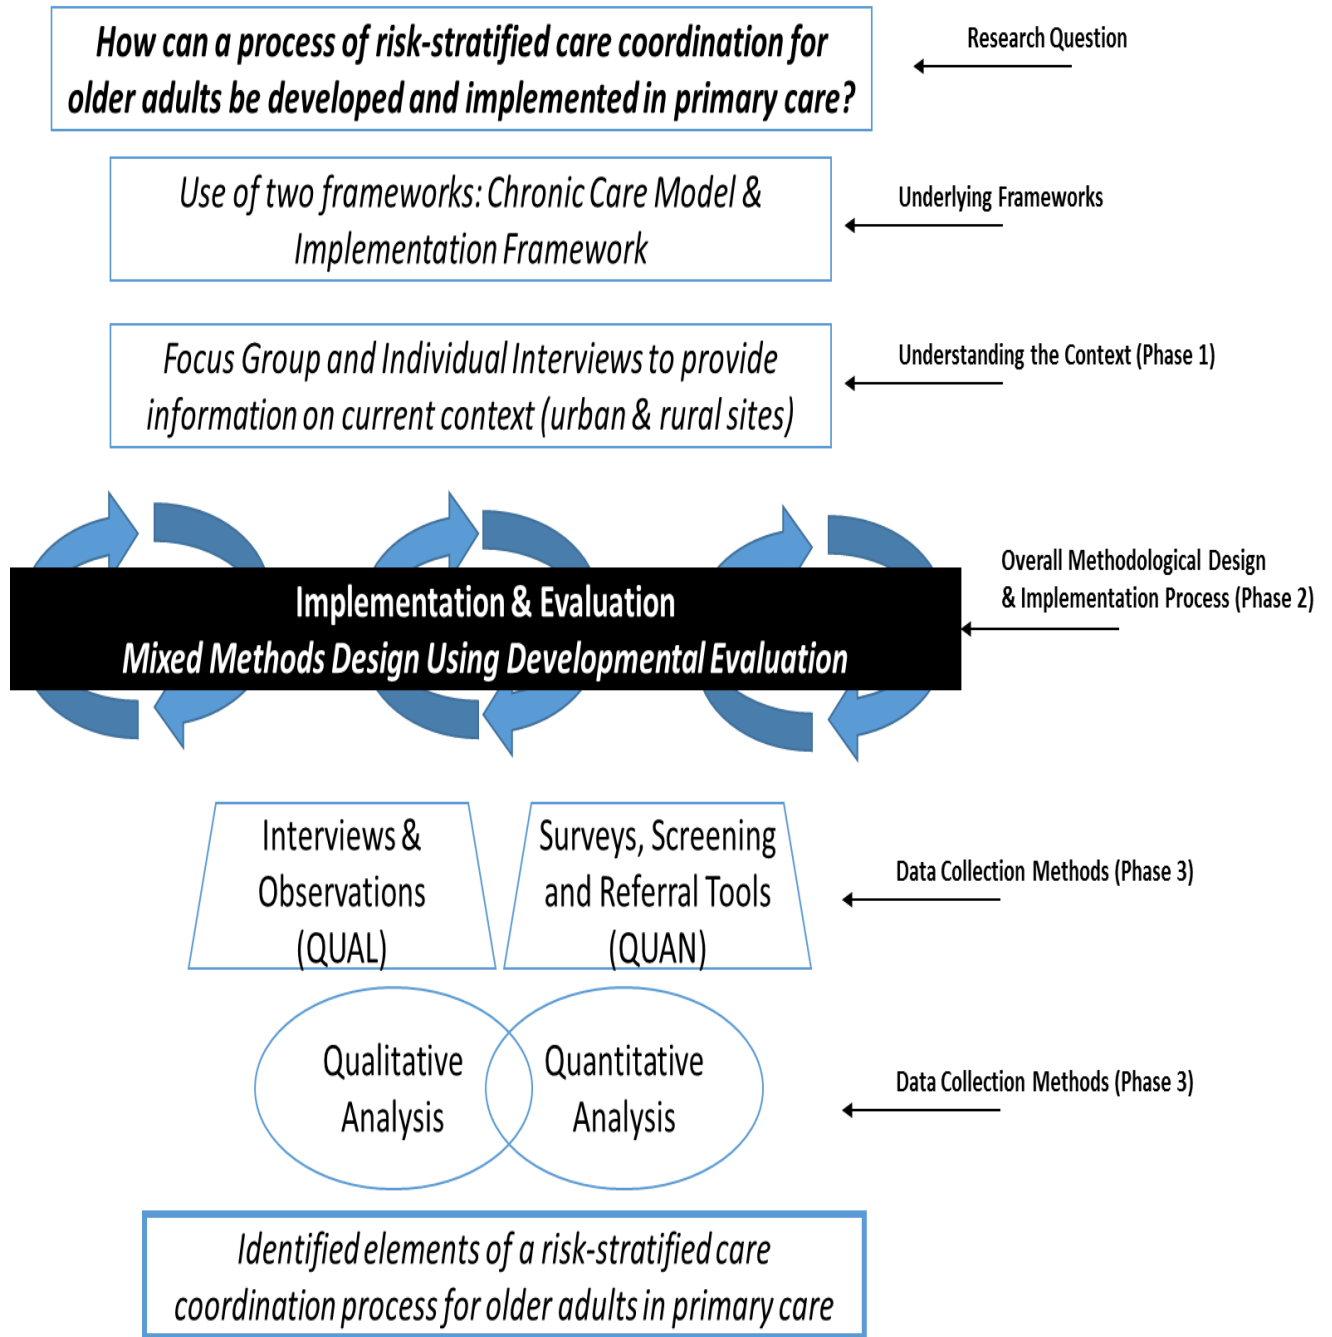 How can a process of risk-stratified care coordination for
older adults be developed and implemented in primary care?
Research Question
Use of two frameworks: Chronic Care Model &
Implementation Framework
Underlying Frameworks
Focus Group and Individual Interviews to provide
information on current context (urban & rural sites)
Understanding the Context (Phase 1)
Implementation & Evaluation
Mixed Methods Design Using Developmental Evaluation
Overall Methodological Design
& Implementation Process (Phase 2)
Interviews &
Observations
(QUAL)
Surveys, Screening
and Referral Tools
(QUAN)
Data Collection Methods (Phase 3)
Qualitative
Analysis
Quantitative
Analysis
Data Collection Methods (Phase 3)
Identified elements of a risk-stratified care
coordination process for older adults in primary care